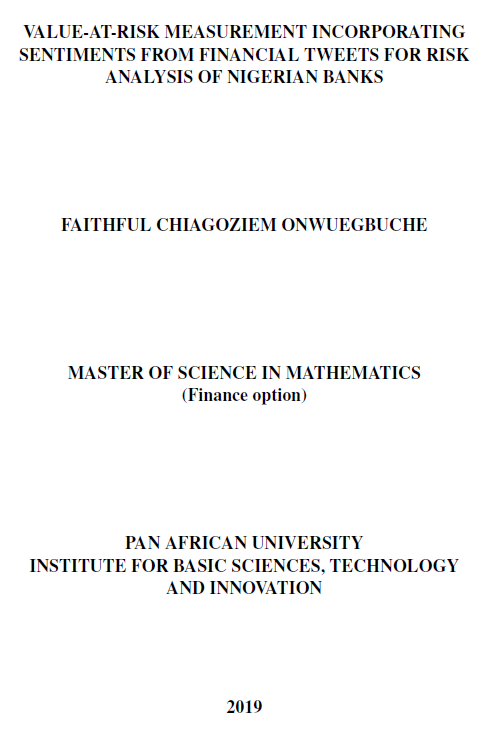 VALUE-AT-RISK MEASUREMENT INCORPORATING
SENTIMENTS FROM FINANCIAL TWEETS FOR RISK
ANALYSIS OF NIGERIAN BANKS
FAITHFUL CHIAGOZIEM ONWUEGBUCHE
MASTER OF SCIENCE IN MATHEMATICS
(Finance option)
PAN AFRICAN UNIVERSITY
INSTITUTE FOR BASIC SCIENCES, TECHNOLOGY
AND INNOVATION
2019